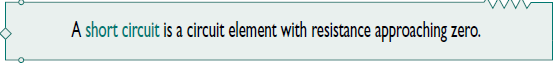 A short circuit is a circuit element with resistance approaching zero.